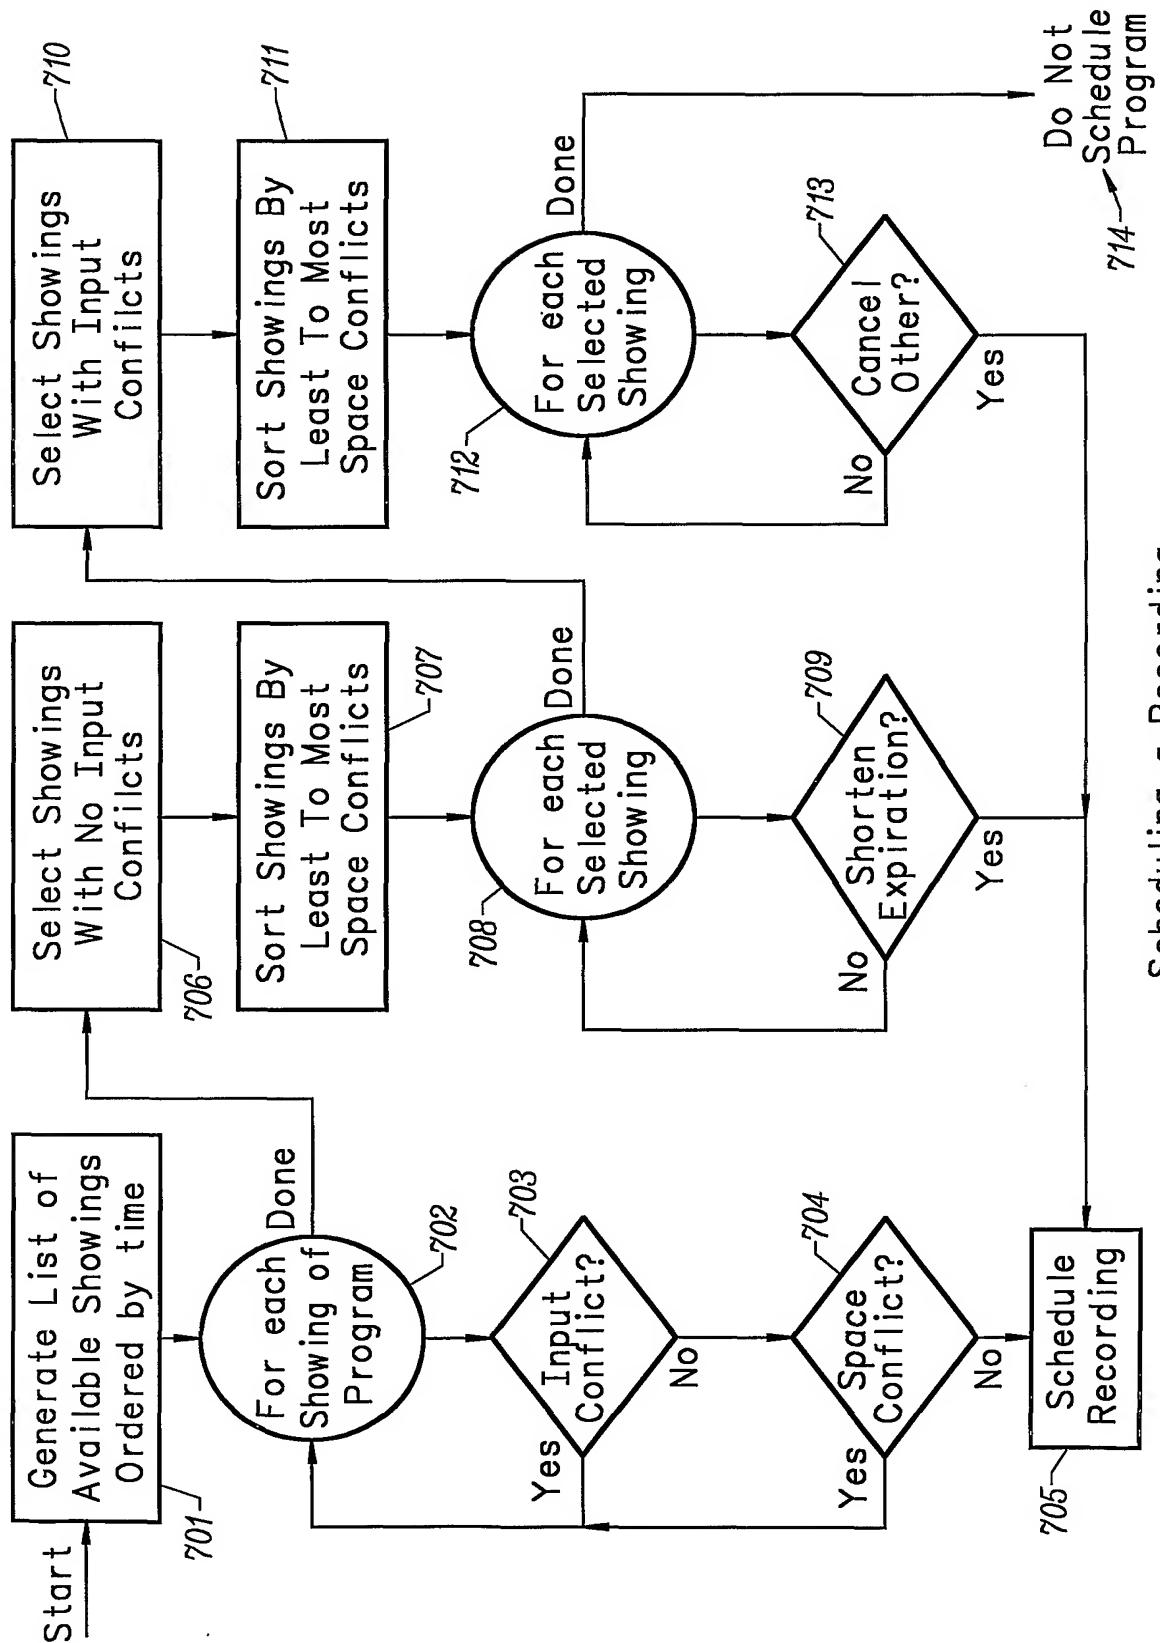 Start
Generate List of
Available Showings
Ordered by time
701
For each
Showing of
Program
Done
702
Input
Conflict?
703
Yes
No
Space
Conflict?
704
Yes
No
Schedule
Recording
705
Select Showings
With No Input
Confilcts
706
Sort Showings By
Least To Most
Space Conflicts
707
For each
Selected
Showing
Done
708
Shorten
Expiration?
709
No
Yes
Select Showings
With Input
Confilcts
710
Sort Showings By
Least To Most
Space Conflicts
711
For each
Selected
Showing
Done
712
Cancel
Other?
713
No
Yes
Do Not
Schedule
Program
714
Scheduling a Recording